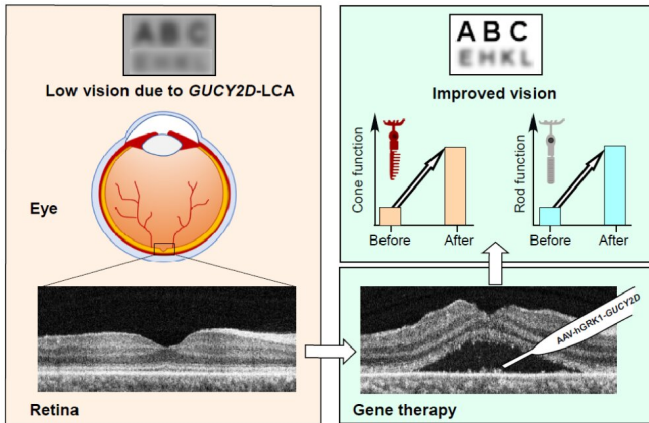 A B C
E H K L
Low vision due to GUCY2D-LCA
Eye
Retina
A B C
E H K L
Improved vision
Cone function
Before
After
Rod function
Before
After
AAV-hGRK1-GUCY2D
Gene therapy